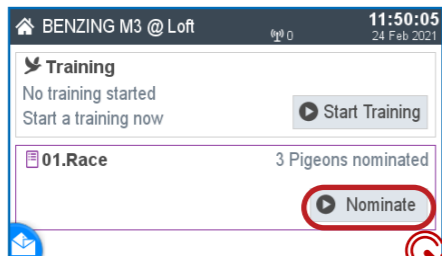 BENZING M3 @ Loft
0
11:50:05
24 Feb 2021
Training
No training started
Start a training now
Start Training
01.Race
3 Pigeons nominated
Nominate